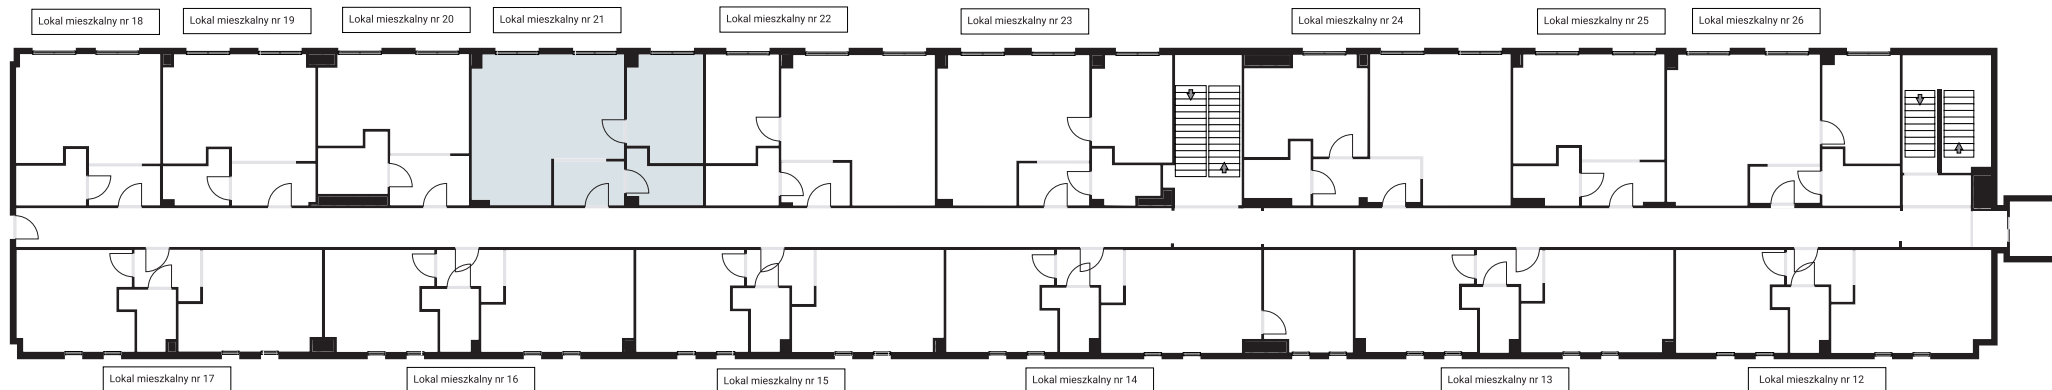 Lokal mieszkalny nr 18
Lokal mieszkalny nr 19
Lokal mieszkalny nr 20
Lokal mieszkalny nr 21
Lokal mieszkalny nr 22
Lokal mieszkalny nr 23
Lokal mieszkalny nr 24
Lokal mieszkalny nr 25
Lokal mieszkalny nr 26
Lokal mieszkalny nr 17
Lokal mieszkalny nr 16
Lokal mieszkalny nr 15
Lokal mieszkalny nr 14
Lokal mieszkalny nr 13
Lokal mieszkalny nr 12